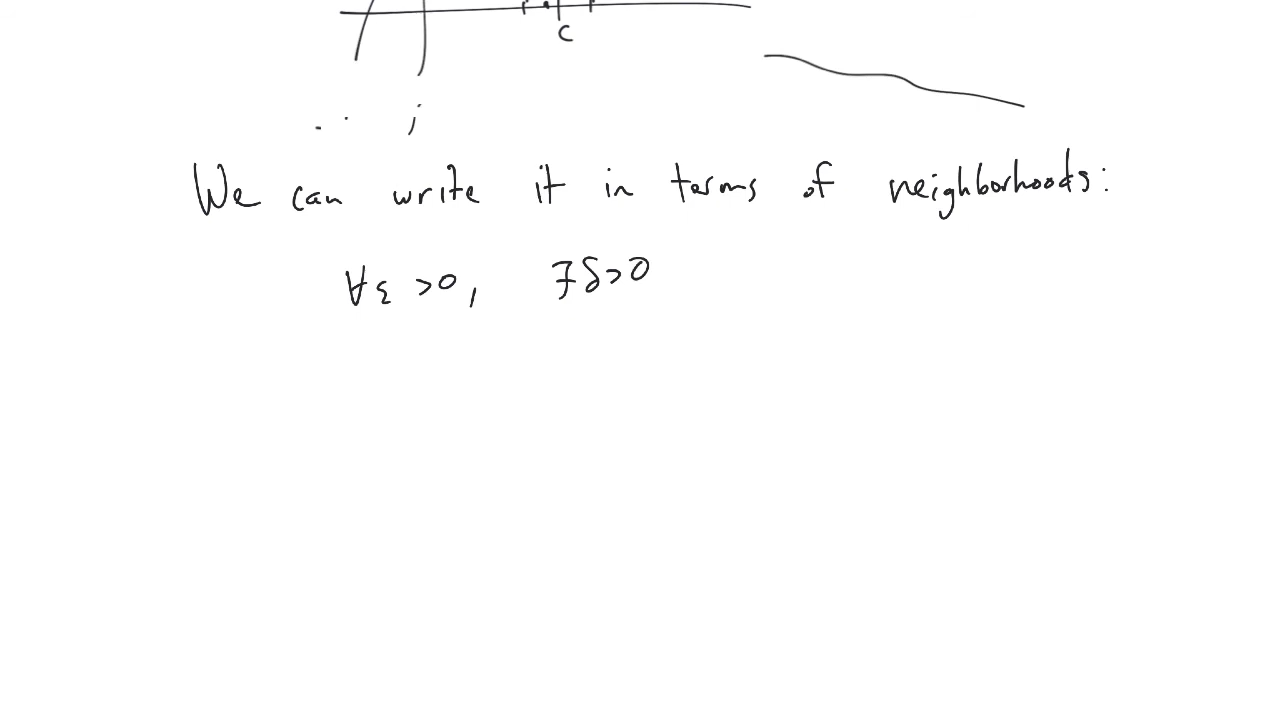 c
We can write it in terms of neighborhoods:
∀ε >0, ∃δ>0